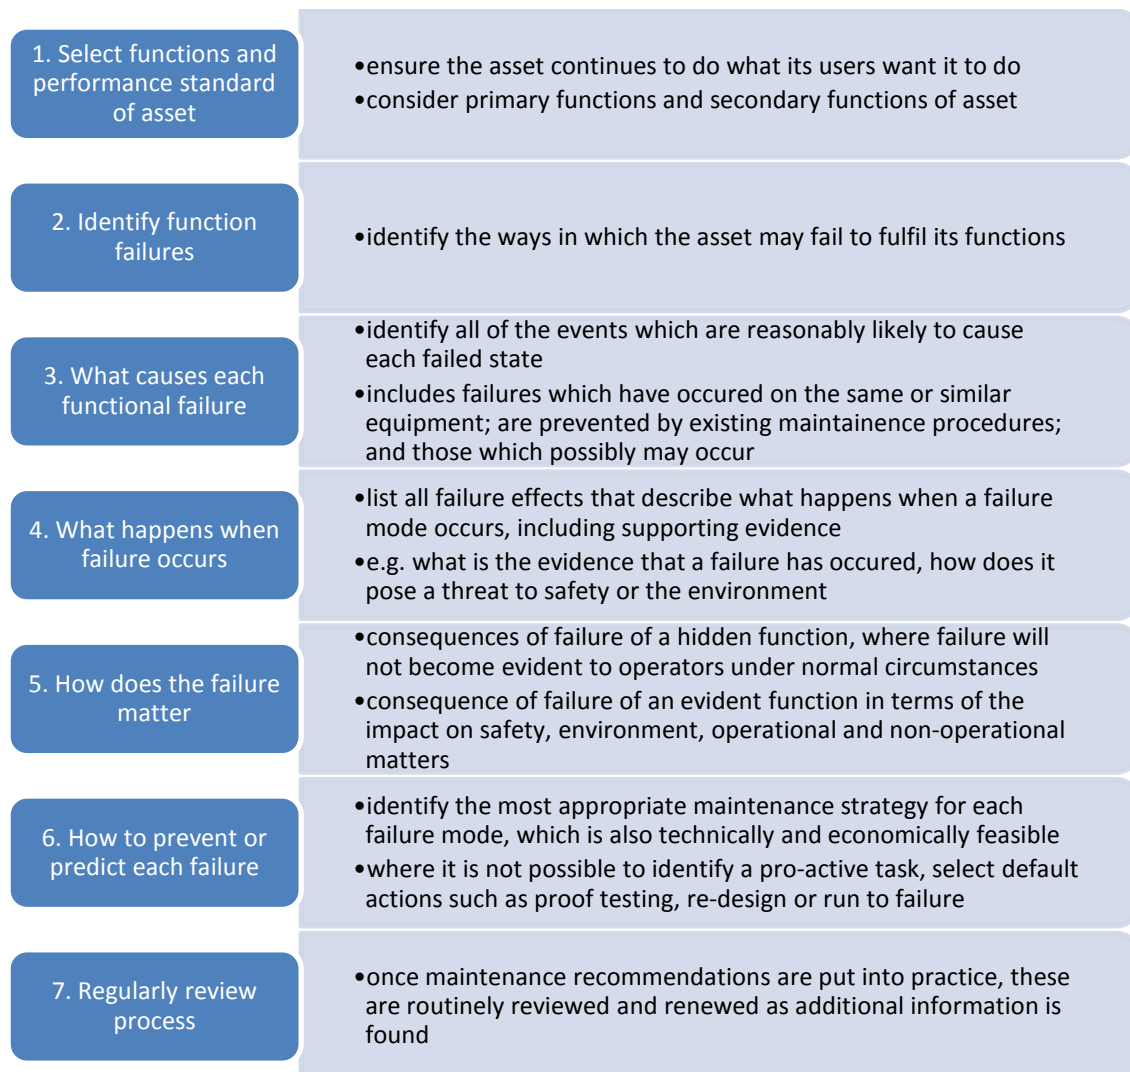 1. Select functions and
performance standard
of asset
•ensure the asset continues to do what its users want it to do
•consider primary functions and secondary functions of asset
2. Identify function
failures
•identify the ways in which the asset may fail to fulfil its functions
3. What causes each
functional failure
•identify all of the events which are reasonably likely to cause
each failed state
•includes failures which have occured on the same or similar
equipment; are prevented by existing maintainence procedures;
and those which possibly may occur
4. What happens when
failure occurs
•list all failure effects that describe what happens when a failure
mode occurs, including supporting evidence
•e.g. what is the evidence that a failure has occured, how does it
pose a threat to safety or the environment
5. How does the failure
matter
•consequences of failure of a hidden function, where failure will
not become evident to operators under normal circumstances
•consequence of failure of an evident function in terms of the
impact on safety, environment, operational and non-operational
matters
6. How to prevent or
predict each failure
•identify the most appropriate maintenance strategy for each
failure mode, which is also technically and economically feasible
•where it is not possible to identify a pro-active task, select default
actions such as proof testing, re-design or run to failure
7. Regularly review
process
•once maintenance recommendations are put into practice, these
are routinely reviewed and renewed as additional information is
found